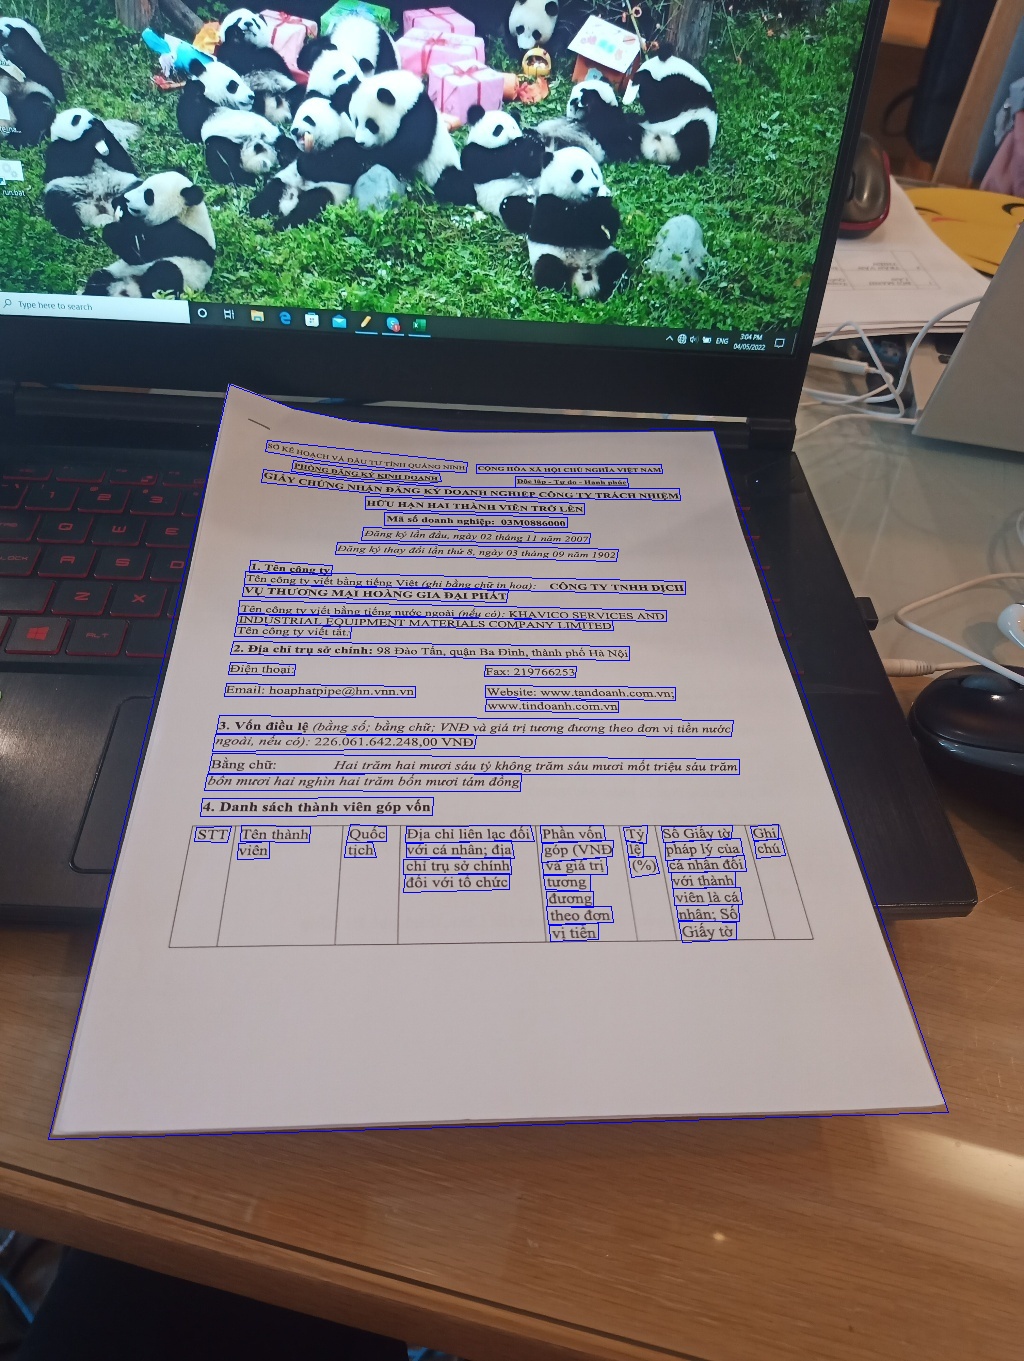 run.bat
Type here to search
ENG
3:04 PM
04/05/2022
SỞ KẾ HOẠCH VÀ ĐẦU TƯ TỈNH QUẢNG NINH
PHÒNG ĐĂNG KÝ KINH DOANH
CỘNG HÒA XÃ HỘI CHỦ NGHĨA VIỆT NAM
Độc lập - Tự do - Hạnh phúc
GIẤY CHỨNG NHẬN ĐĂNG KÝ DOANH NGHIỆP CÔNG TY TRÁCH NHIỆM
HỮU HẠN HAI THÀNH VIÊN TRỞ LÊN
Mã số doanh nghiệp: 03M0886000
Đăng ký lần đầu, ngày 02 tháng 11 năm 2007
Đăng ký thay đổi lần thứ 8, ngày 03 tháng 09 năm 1902
1. Tên công ty
Tên công ty viết bằng tiếng Việt (ghi bằng chữ in hoa): CÔNG TY TNHH DỊCH
VỤ THƯƠNG MẠI HOÀNG GIA ĐẠI PHÁT
Tên công ty viết bằng tiếng nước ngoài (nếu có): KHAVICO SERVICES AND
INDUSTRIAL EQUIPMENT MATERIALS COMPANY LIMITED
Tên công ty viết tắt:
2. Địa chỉ trụ sở chính: 98 Đào Tấn, quận Ba Đình, thành phố Hà Nội
Điện thoại:
Fax: 219766253
Email: hoaphatpipe@hn.vnn.vn
Website: www.tandoanh.com.vn;
www.tindoanh.com.vn
3. Vốn điều lệ (bằng số; bằng chữ; VNĐ và giá trị tương đương theo đơn vị tiền nước
ngoài, nếu có): 226.061.642.248,00 VNĐ
Bằng chữ: Hai trăm hai mươi sáu tỷ không trăm sáu mươi mốt triệu sáu trăm
bốn mươi hai nghìn hai trăm bốn mươi tám đồng
4. Danh sách thành viên góp vốn
STT
Tên thành
viên
Quốc
tịch
Địa chỉ liên lạc đối
với cá nhân; địa
chỉ trụ sở chính
đối với tổ chức
Phần vốn
góp (VNĐ
và giá trị
tương
đương
theo đơn
vị tiền
Tỷ
lệ
(%)
Số Giấy tờ
pháp lý của
cá nhân đối
với thành
viên là cá
nhân; Số
Giấy tờ
Ghi
chú